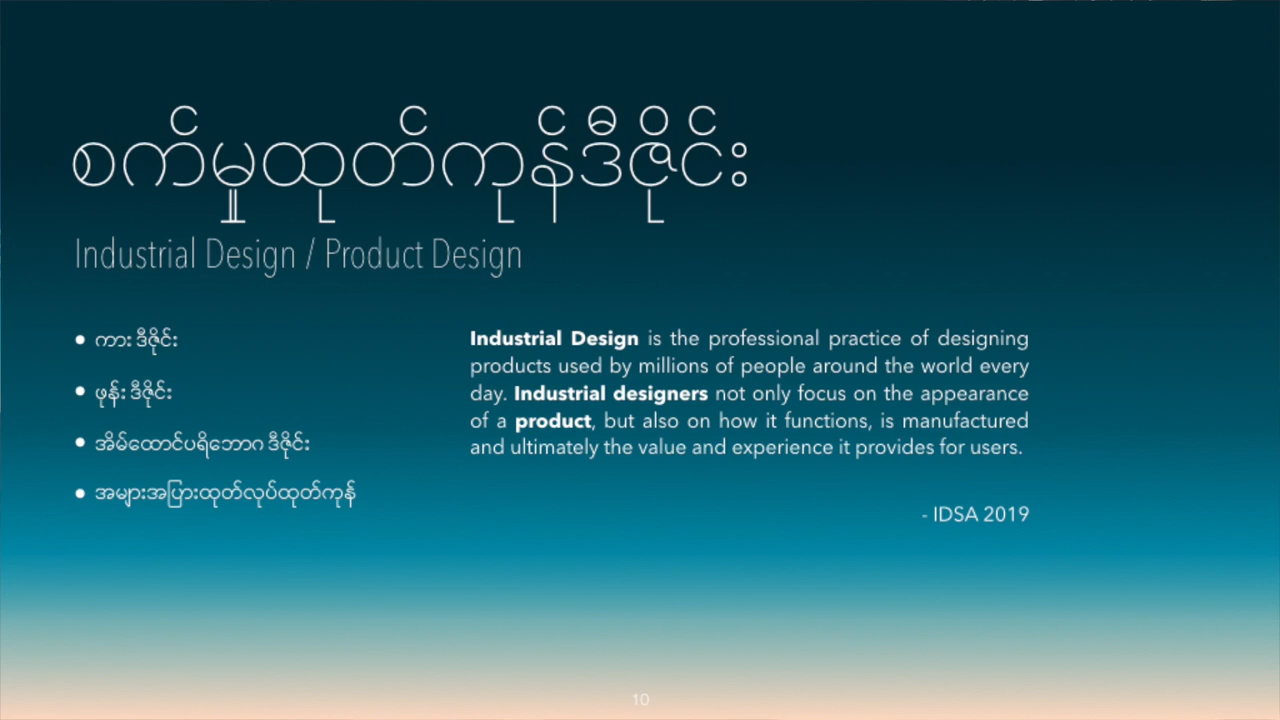 စက်မှုထုတ်ကုန်ဒီဇိုင်း
Industrial Design / Product Design
● ကား ဒီဇိုင်း
● ဖုန်း ဒီဇိုင်း
● အိမ်ထောင်ပရိဘောဂ ဒီဇိုင်း
● အများအပြားထုတ်လုပ်ထုတ်ကုန်
Industrial Design is the professional practice of designing
products used by millions of people around the world every
day. Industrial designers not only focus on the appearance
of a product, but also on how it functions, is manufactured
and ultimately the value and experience it provides for users.
- IDSA 2019
10